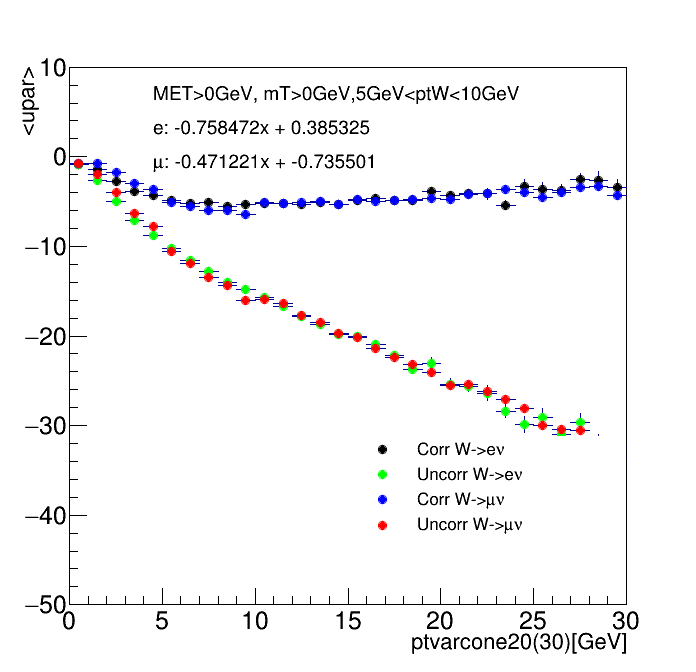 <upar>
10
0
−10
−20
−30
−40
−50
MET>0GeV, mT>0GeV,5GeV<ptW<10GeV
e: -0.758472x + 0.385325
μ: -0.471221x + -0.735501
Corr W->eν
Uncorr W->eν
Corr W->μν
Uncorr W->μν
0 5 10 15 20 25 30
ptvarcone20(30)[GeV]